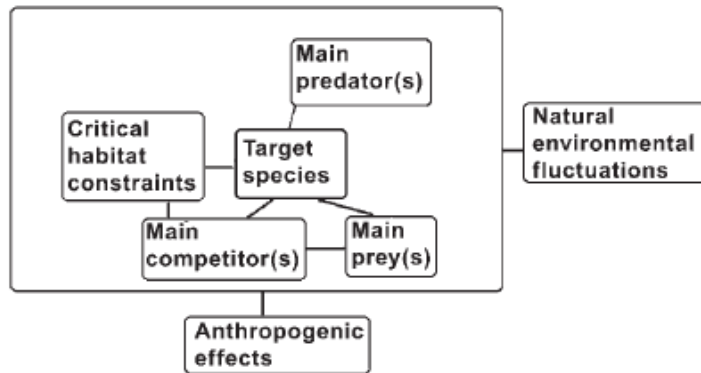 Main
predator(s)
Critical
habitat
constraints
Target
species
Natural
environmental
fluctuations
Main
competitor(s)
Main
prey(s)
Anthropogenic
effects